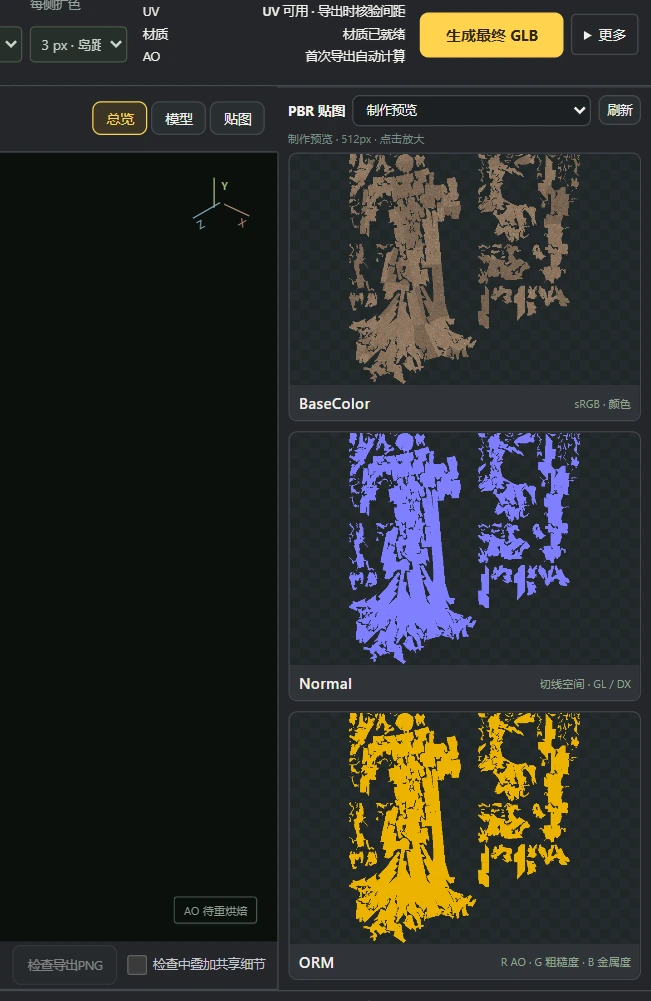 每侧扩色
3 px · 岛距
UV
UV 可用 · 导出时核验间距
材质
材质已就绪
AO
首次导出自动计算
生成最终 GLB
▶ 更多
总览
模型
贴图
PBR 贴图
制作预览
刷新
制作预览 · 512px · 点击放大
Y
Z
X
BaseColor
sRGB · 颜色
Normal
切线空间 · GL / DX
AO 待重烘焙
检查导出PNG
检查中叠加共享细节
ORM
R AO · G 粗糙度 · B 金属度